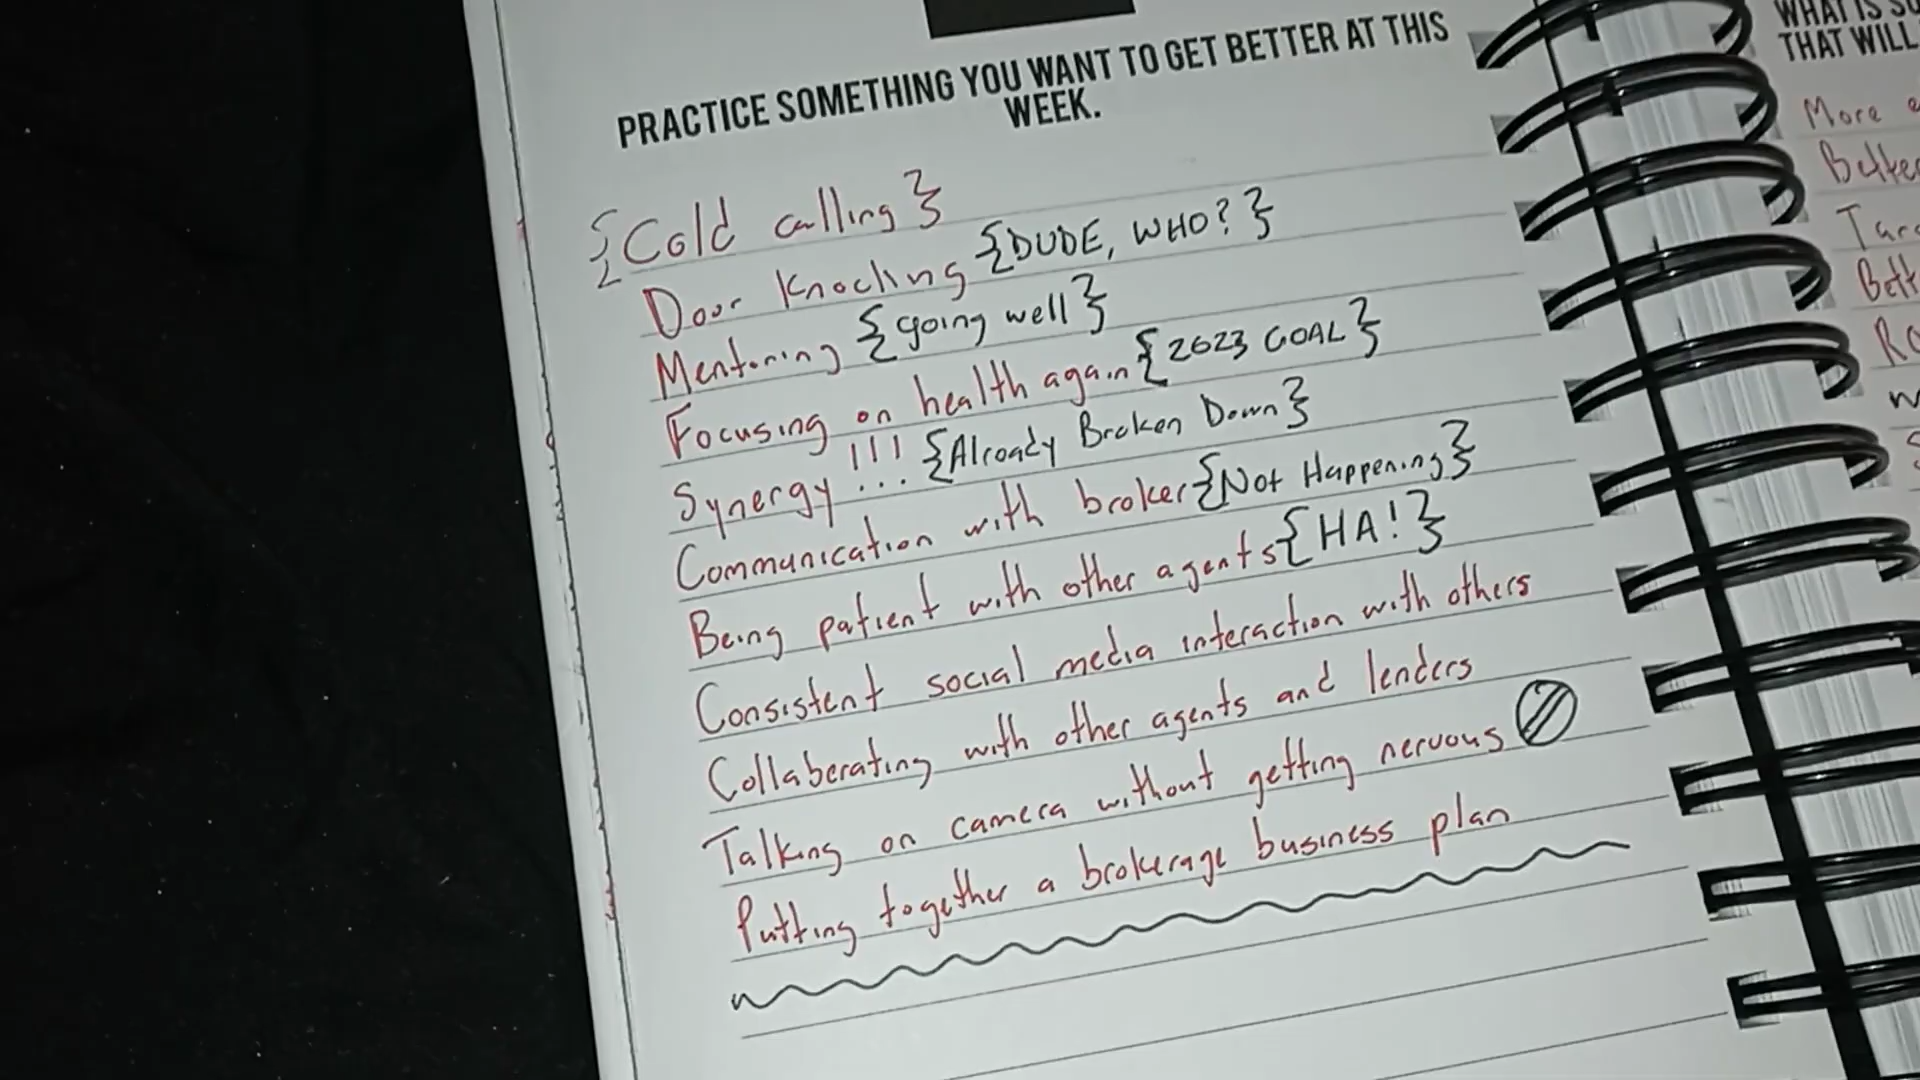 PRACTICE SOMETHING YOU WANT TO GET BETTER AT THIS
WEEK.
{Cold calling}
Door Knocking {DUDE, WHO?}
Mentoring {going well}
Focusing on health again {2023 GOAL}
Synergy !!! ... {Already Broken Down}
Communication with broker {Not Happening}
Being patient with other agents {HA!}
Consistent social media interaction with others
Collaberating with other agents and lenders
Talking on camera without getting nervous
Putting together a brokerage business plan
WHAT IS
THAT WILL
More